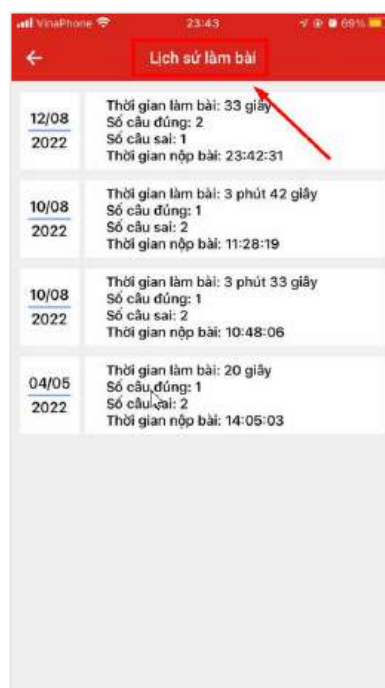 VinaPhone 23:43 69%
Lịch sử làm bài
12/08
2022
Thời gian làm bài: 33 giây
Số câu đúng: 2
Số câu sai: 1
Thời gian nộp bài: 23:42:31
10/08
2022
Thời gian làm bài: 3 phút 42 giây
Số câu đúng: 1
Số câu sai: 2
Thời gian nộp bài: 11:28:19
10/08
2022
Thời gian làm bài: 3 phút 33 giây
Số câu đúng: 1
Số câu sai: 2
Thời gian nộp bài: 10:48:06
04/05
2022
Thời gian làm bài: 20 giây
Số câu đúng: 1
Số câu sai: 2
Thời gian nộp bài: 14:05:03